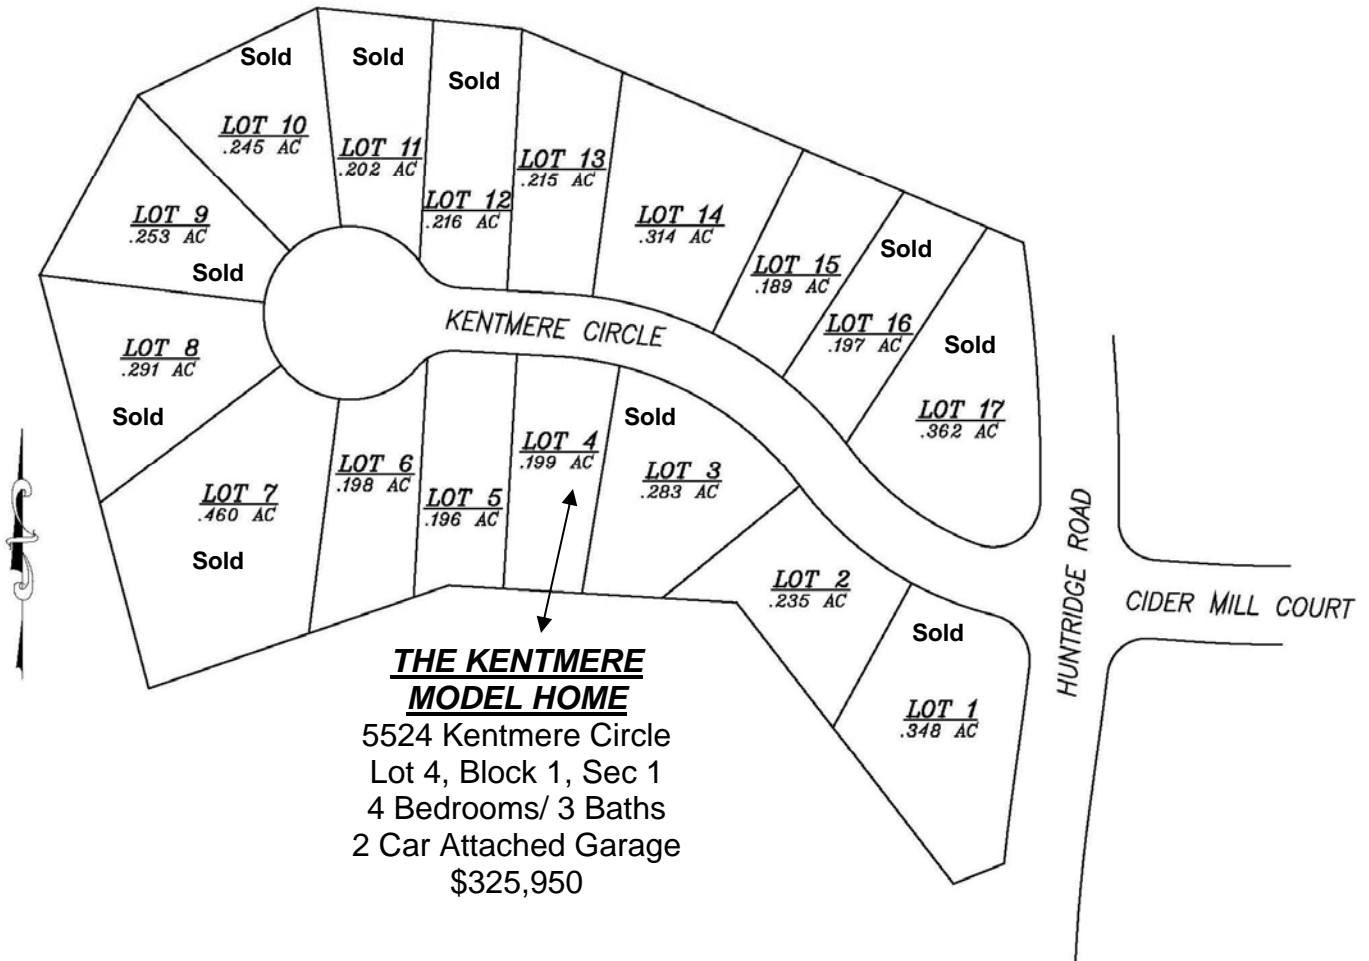 Sold
LOT 10
.245 AC
Sold
LOT 11
.202 AC
Sold
LOT 12
.216 AC
LOT 13
.215 AC
LOT 14
.314 AC
LOT 15
.189 AC
Sold
LOT 16
.197 AC
Sold
LOT 17
.362 AC
LOT 9
.253 AC
Sold
LOT 8
.291 AC
Sold
KENTMERE CIRCLE
LOT 7
.460 AC
Sold
LOT 6
.198 AC
LOT 5
.196 AC
LOT 4
.199 AC
Sold
LOT 3
.283 AC
LOT 2
.235 AC
Sold
LOT 1
.348 AC
HUNTRIDGE ROAD
CIDER MILL COURT
THE KENTMERE
MODEL HOME
5524 Kentmere Circle
Lot 4, Block 1, Sec 1
4 Bedrooms/ 3 Baths
2 Car Attached Garage
$325,950